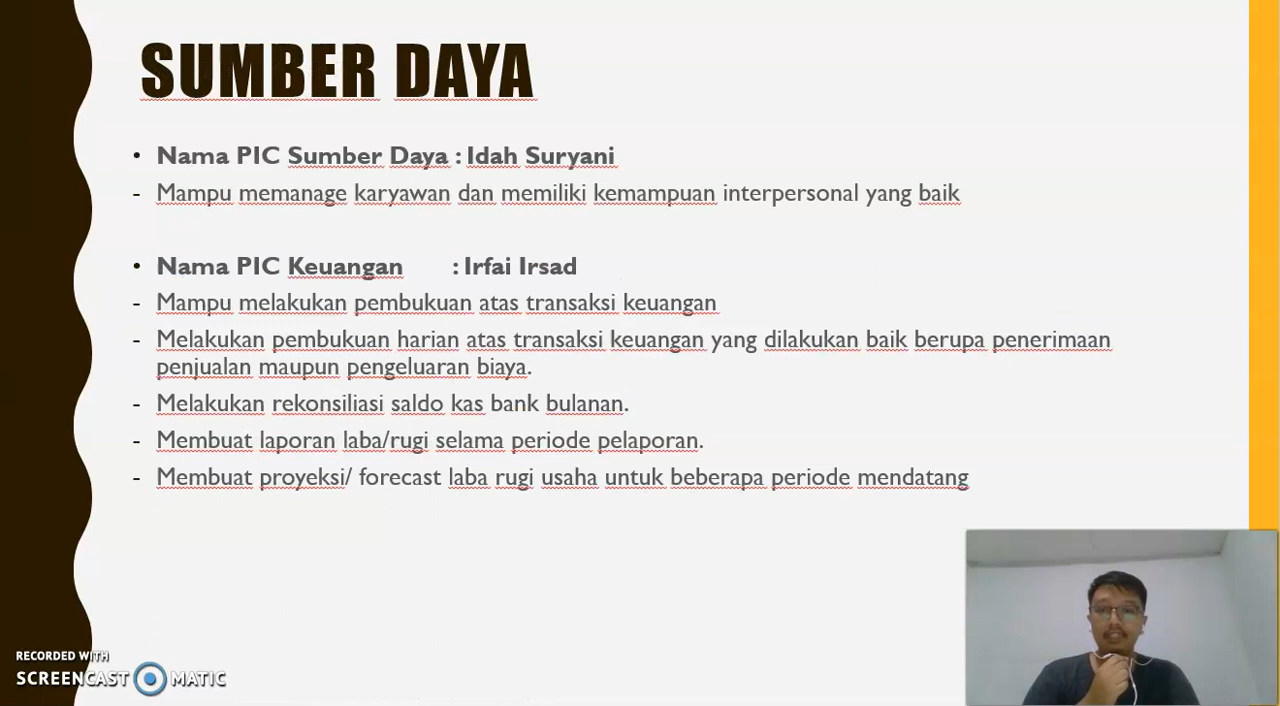 SUMBER DAYA
• Nama PIC Sumber Daya : Idah Suryani
- Mampu memanage karyawan dan memiliki kemampuan interpersonal yang baik
• Nama PIC Keuangan : Irfai Irsad
- Mampu melakukan pembukuan atas transaksi keuangan
- Melakukan pembukuan harian atas transaksi keuangan yang dilakukan baik berupa penerimaan
penjualan maupun pengeluaran biaya.
- Melakukan rekonsiliasi saldo kas bank bulanan.
- Membuat laporan laba/rugi selama periode pelaporan.
- Membuat proyeksi/ forecast laba rugi usaha untuk beberapa periode mendatang
RECORDED WITH
SCREENCAST MATIC